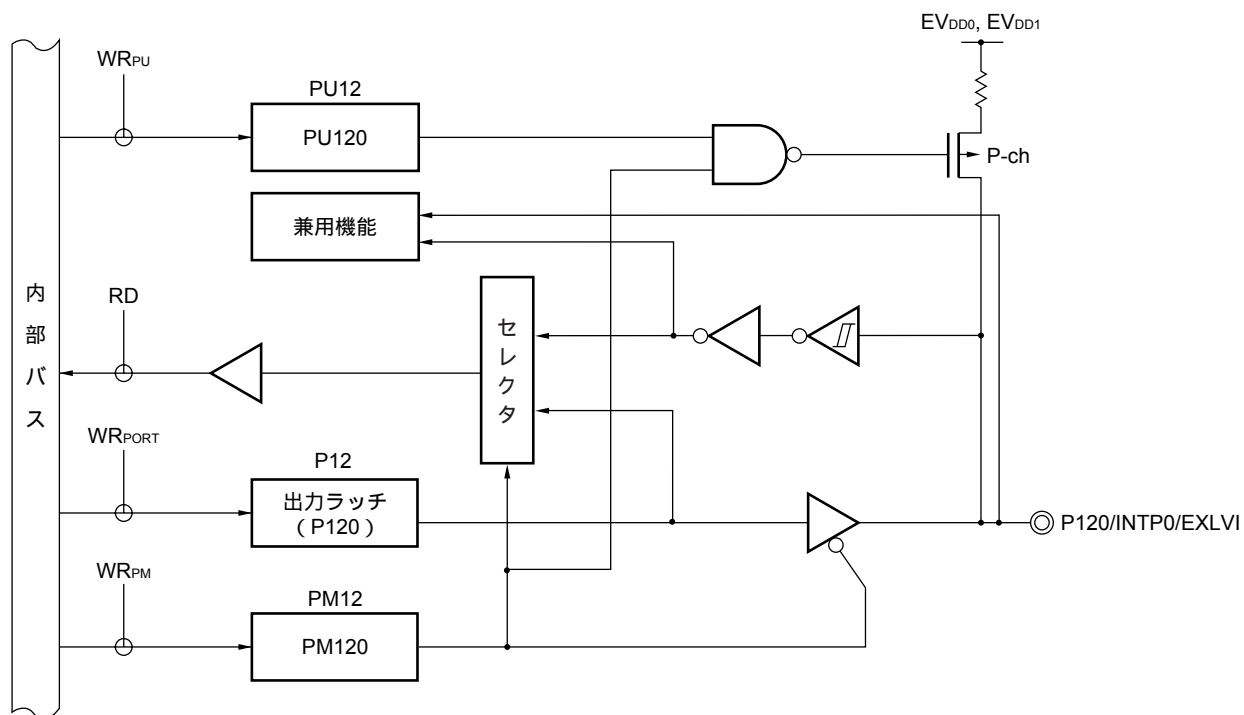 EVDD0, EVDD1
WRPU
PU12
PU120
P-ch
兼用機能
内部バス
RD
セレクタ
WRPORT
P12
出力ラッチ
（P120）
P120/INTP0/EXLVI
WRPM
PM12
PM120